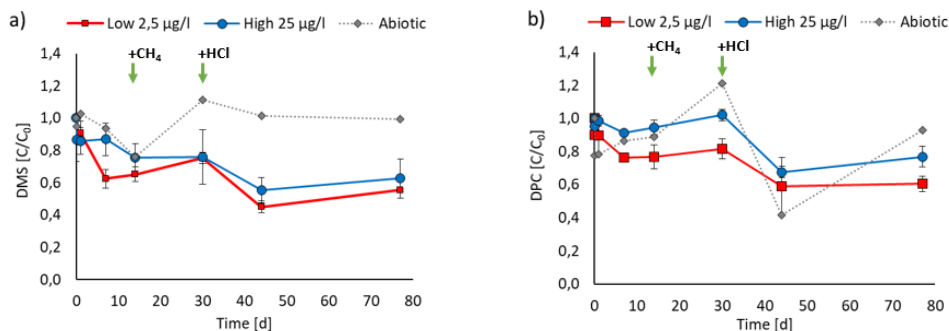 a)
Low 2,5 µg/l High 25 µg/l Abiotic
+CH₄ +HCl
1,4
1,2
1,0
0,8
0,6
0,4
0,2
0,0
DMS [C/C₀]
0 10 20 30 40 50 60 70 80
Time [d]
b)
Low 2,5 µg/l High 25 µg/l Abiotic
+CH₄ +HCl
1,4
1,2
1,0
0,8
0,6
0,4
0,2
0,0
DPC [C/C₀]
0 10 20 30 40 50 60 70 80
Time [d]